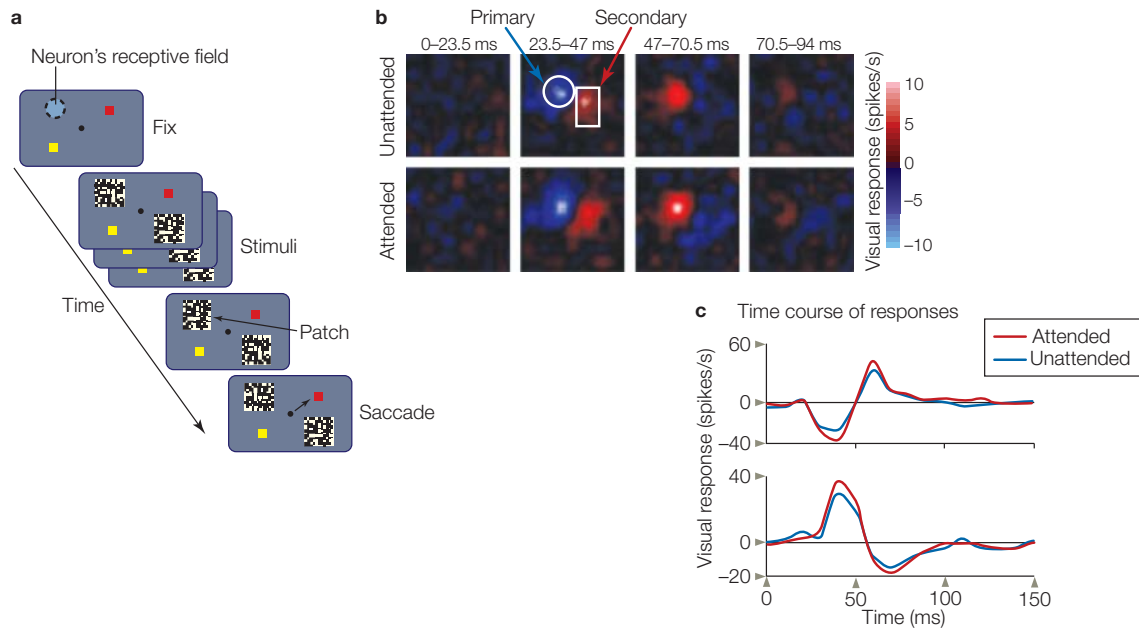 a
Neuron's receptive field
Fix
Stimuli
Time
Patch
Saccade
b
Primary
Secondary
0–23.5 ms
23.5–47 ms
47–70.5 ms
70.5–94 ms
Unattended
Attended
Visual response (spikes/s)
10
5
0
–5
–10
c Time course of responses
Attended
Unattended
Visual response (spikes/s)
60
0
–40
40
0
–20
0
50
100
150
Time (ms)